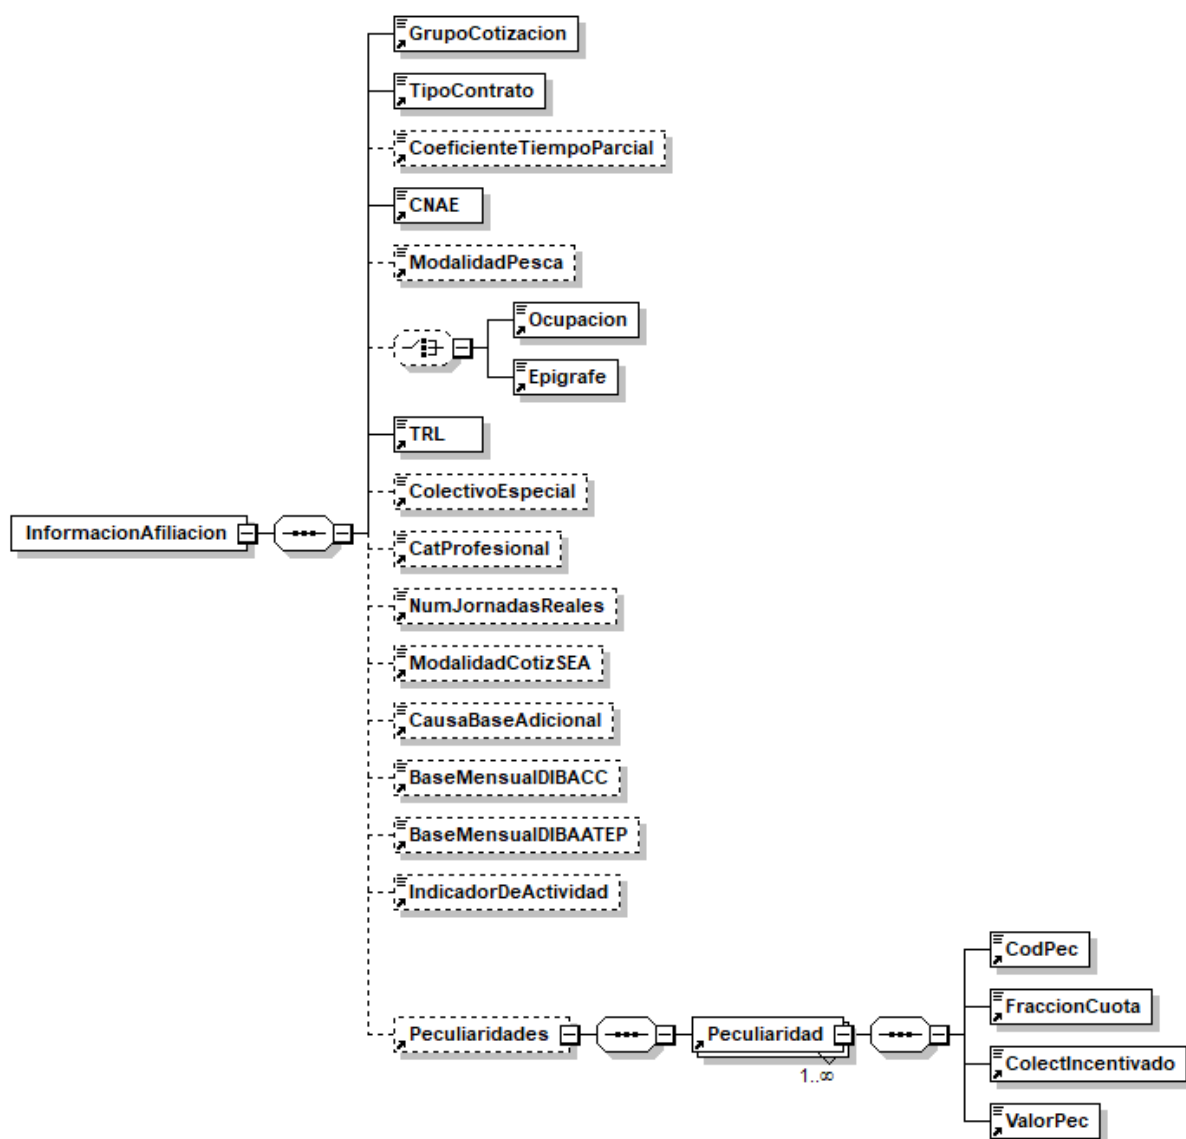 GrupoCotizacion
TipoContrato
CoeficienteTiempoParcial
CNAE
ModalidadPesca
Ocupacion
Epigrafe
TRL
ColectivoEspecial
InformacionAfiliacion
CatProfesional
NumJornadasReales
ModalidadCotizSEA
CausaBaseAdicional
BaseMensualDIBACC
BaseMensualDIBAATEP
IndicadorDeActividad
CodPec
FraccionCuota
Peculiaridades
Peculiaridad
1..∞
ColectIncentivado
ValorPec